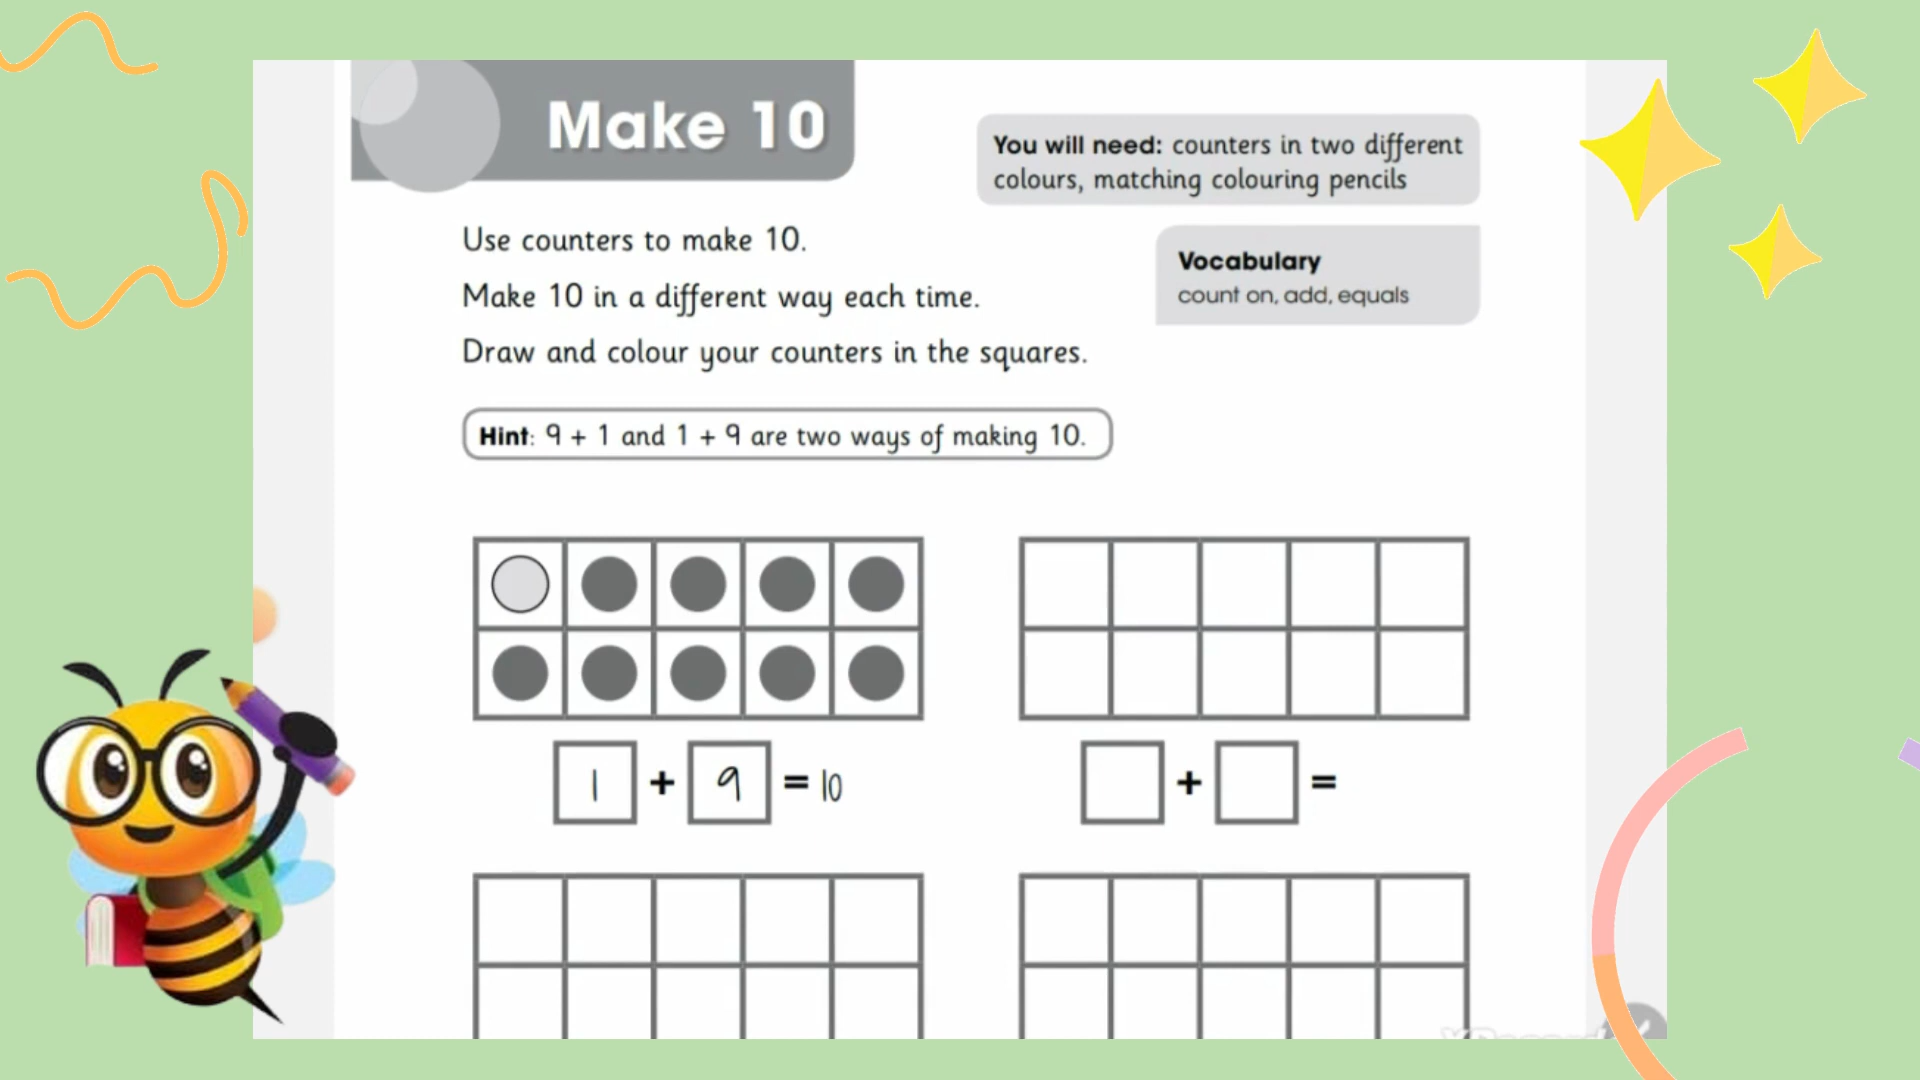 Make 10
You will need: counters in two different
colours, matching colouring pencils
Use counters to make 10.
Make 10 in a different way each time.
Draw and colour your counters in the squares.
Vocabulary
count on, add, equals
Hint: 9 + 1 and 1 + 9 are two ways of making 10.
1 + 9 = 10
+ =